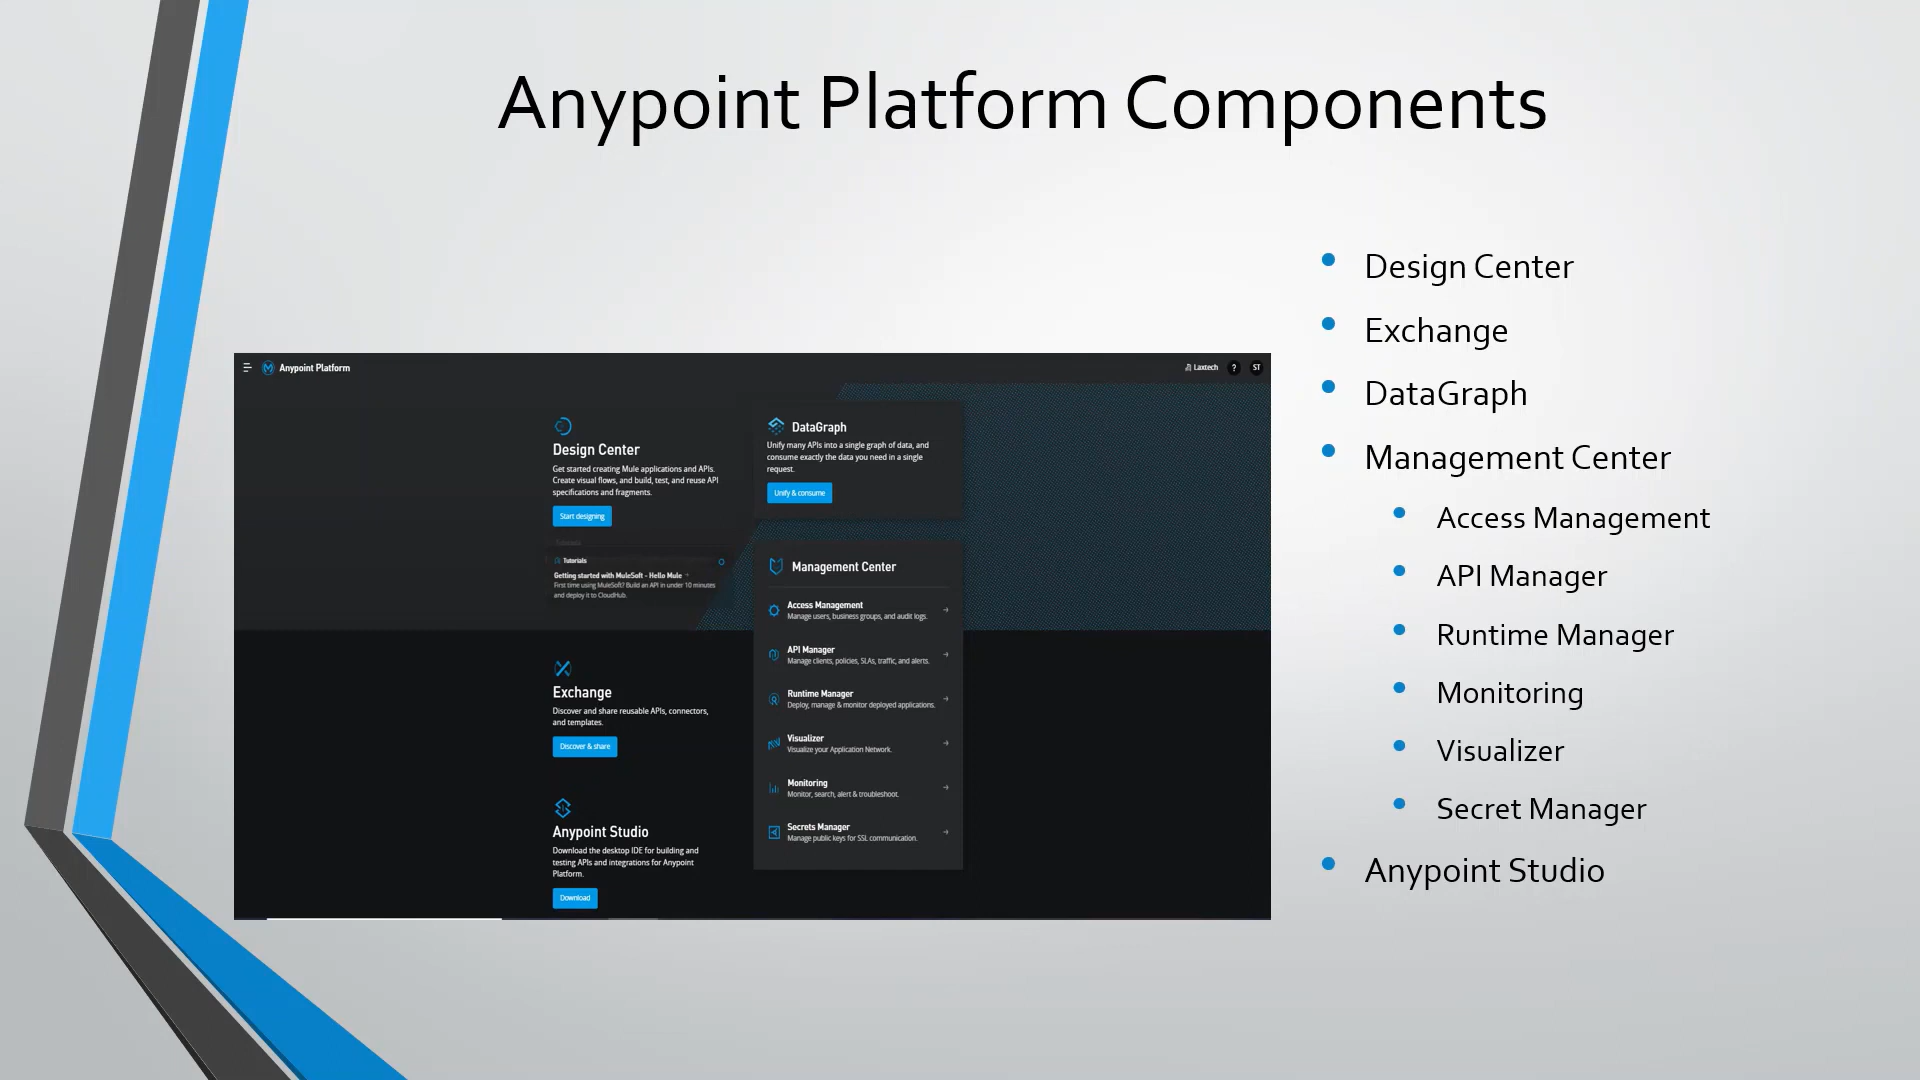 Anypoint Platform Components
Anypoint Platform
Laxtech
?
ST
Design Center
Get started creating Mule applications and APIs.
Create visual flows, and build, test, and reuse API
specifications and fragments.
Start designing
Tutorials
Tutorials
Getting started with MuleSoft - Hello Mule
First time using MuleSoft? Build an API in under 10 minutes
and deploy it to CloudHub.
Exchange
Discover and share reusable APIs, connectors,
and templates.
Discover & share
Anypoint Studio
Download the desktop IDE for building and
testing APIs and integrations for Anypoint
Platform.
Download
DataGraph
Unify many APIs into a single graph of data, and
consume exactly the data you need in a single
request.
Unify & consume
Management Center
Access Management
Manage users, business groups, and audit logs.
API Manager
Manage clients, policies, SLAs, traffic, and alerts.
Runtime Manager
Deploy, manage & monitor deployed applications.
Visualizer
Visualize your Application Network.
Monitoring
Monitor, search, alert & troubleshoot.
Secrets Manager
Manage public keys for SSL communication.
Design Center
Exchange
DataGraph
Management Center
Access Management
API Manager
Runtime Manager
Monitoring
Visualizer
Secret Manager
Anypoint Studio